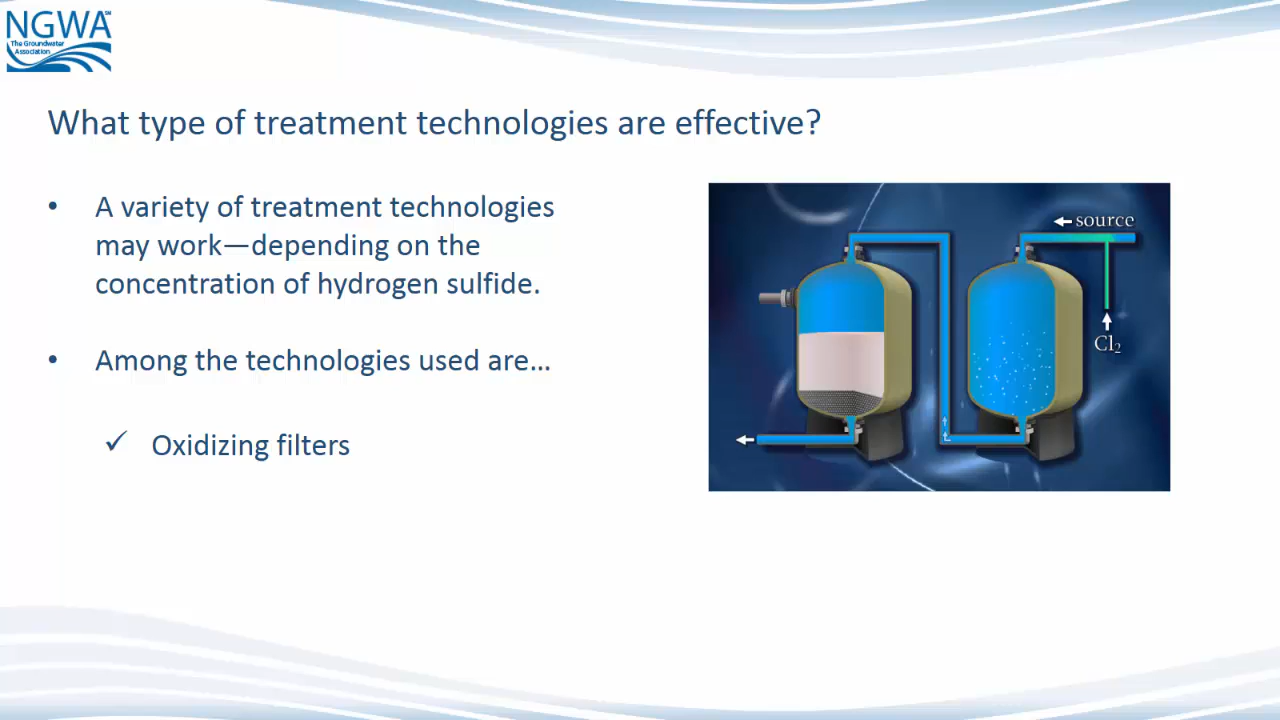 NGWA
The Groundwater
Association
What type of treatment technologies are effective?
• A variety of treatment technologies
may work—depending on the
concentration of hydrogen sulfide.
• Among the technologies used are…
✓ Oxidizing filters
source
Cl₂